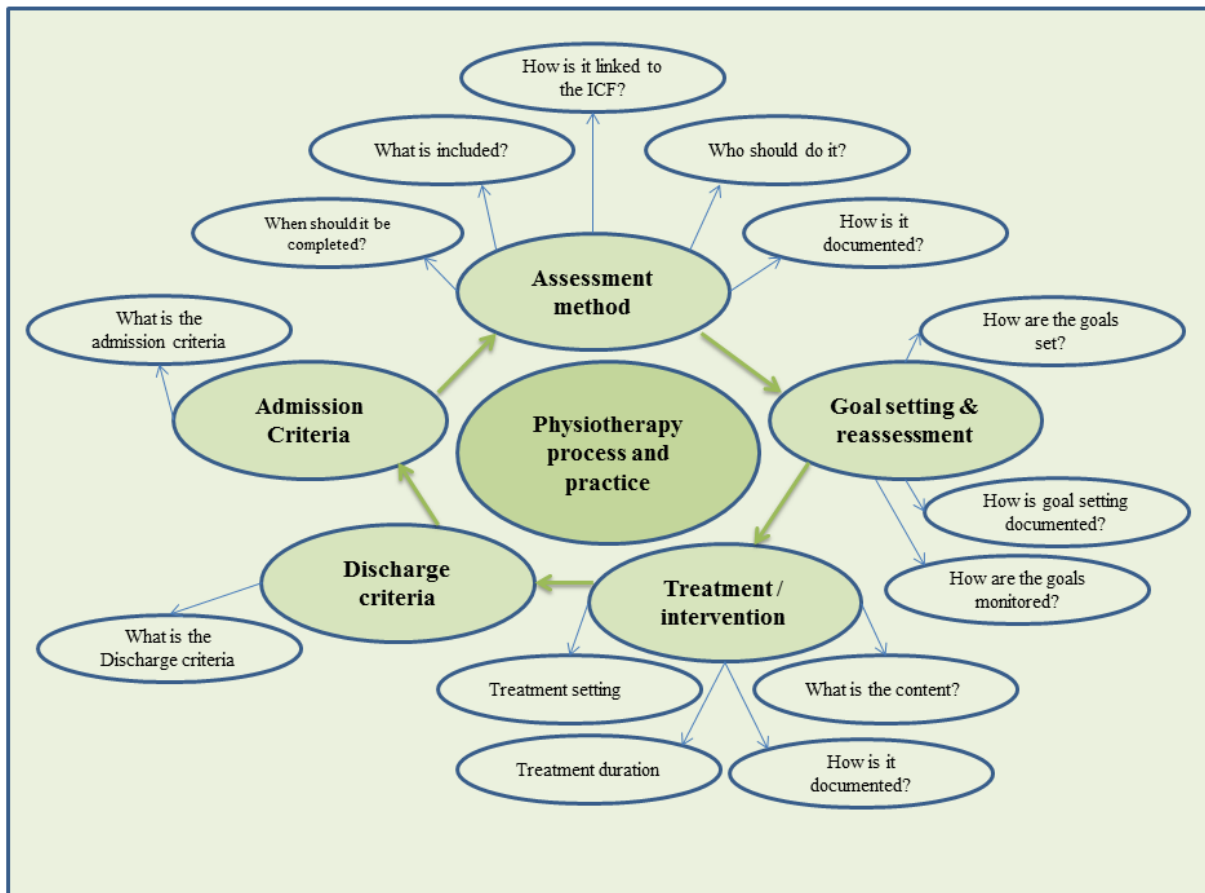 How is it linked to
the ICF?
What is included?
Who should do it?
When should it be
completed?
How is it
documented?
Assessment
method
What is the
admission criteria
How are the goals
set?
Admission
Criteria
Physiotherapy
process and
practice
Goal setting &
reassessment
How is goal setting
documented?
How are the goals
monitored?
Discharge
criteria
Treatment /
intervention
What is the
Discharge criteria
Treatment setting
What is the content?
Treatment duration
How is it
documented?